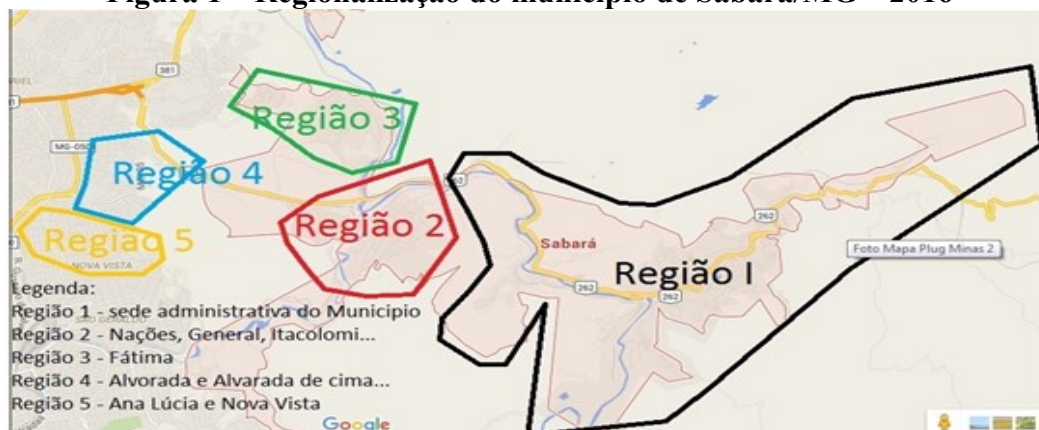 Figura 1 – Regionalização do município de Sabará/MG – 2016
381
Região 3
MG-050
Região 4
262
Região 2
262
Região 5
Sabará
Foto Mapa Plug Minas 2
NOVA VISTA
Região I
262
262
Legenda:
Região 1 - sede administrativa do Municipio
Região 2 - Nações, General, Itacolomi...
Região 3 - Fátima
Região 4 - Alvorada e Alvarada de cima...
Região 5 - Ana Lúcia e Nova Vista
Google